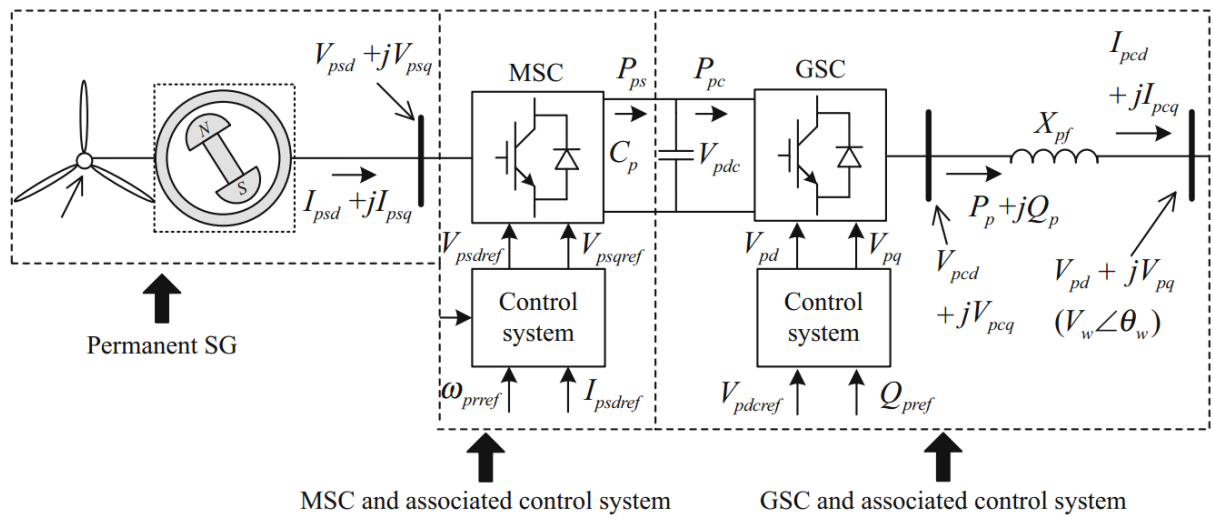 V_psd + jV_psq
MSC
P_ps
P_pc
GSC
I_pcd
+ jI_pcq
N
S
C_p
V_pdc
X_pf
I_psd + jI_psq
P_p + jQ_p
V_psdref
V_psqref
V_pd
V_pq
V_pcd
+ jV_pcq
V_pd + jV_pq
(V_w∠θ_w)
Control
system
Control
system
Permanent SG
ω_prref
I_psdref
V_pdcref
Q_pref
MSC and associated control system
GSC and associated control system